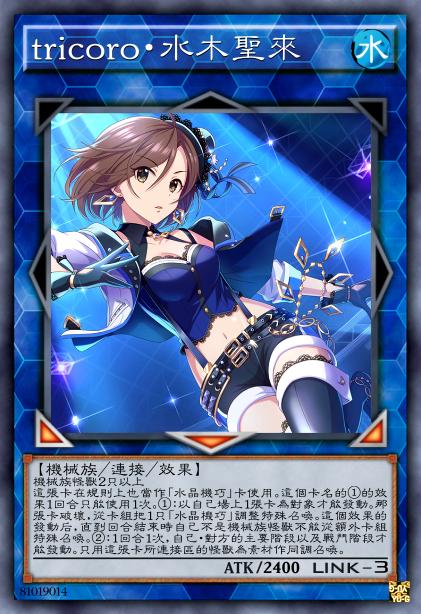 tricoro・水木聖來
水
【機械族/連接/效果】
機械族怪獸2只以上
這張卡在規則上也當作「水晶機巧」卡使用。這個卡名的①的效
果1回合只能使用1次。①:以自己場上1張卡為對象才能發動。那
張卡破壞,從卡組把1只「水晶機巧」調整特殊召喚。這個效果的
發動后,直到回合結束時自己不是機械族怪獸不能從額外卡組
特殊召喚。②:1回合1次,自己·對方的主要階段以及戰鬥階段才
能發動。只用這張卡所連接區的怪獸為素材作同調召喚。
ATK/2400 LINK-3
81019014